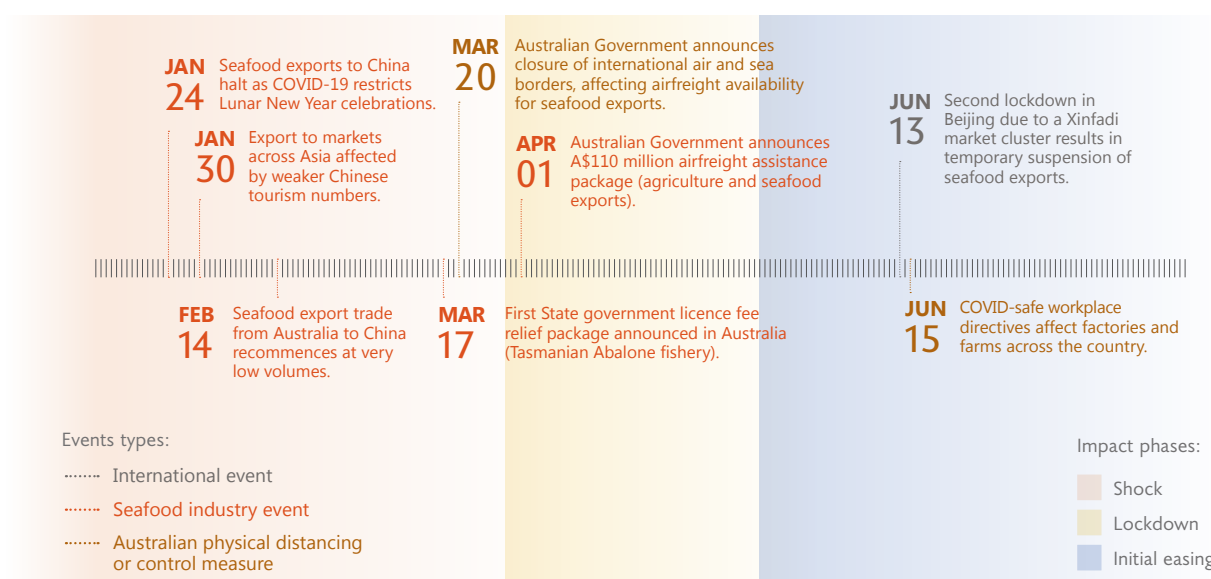 JAN
24
Seafood exports to China
halt as COVID-19 restricts
Lunar New Year celebrations.
JAN
30
Export to markets
across Asia affected
by weaker Chinese
tourism numbers.
MAR
20
Australian Government announces
closure of international air and sea
borders, affecting airfreight availability
for seafood exports.
APR
01
Australian Government announces
A$110 million airfreight assistance
package (agriculture and seafood
exports).
JUN
13
Second lockdown in
Beijing due to a Xinfadi
market cluster results in
temporary suspension of
seafood exports.
FEB
14
Seafood export trade
from Australia to China
recommences at very
low volumes.
MAR
17
First State government licence fee
relief package announced in Australia
(Tasmanian Abalone fishery).
JUN
15
COVID-safe workplace
directives affect factories and
farms across the country.
Events types:
International event
Seafood industry event
Australian physical distancing
or control measure
Impact phases:
Shock
Lockdown
Initial easing